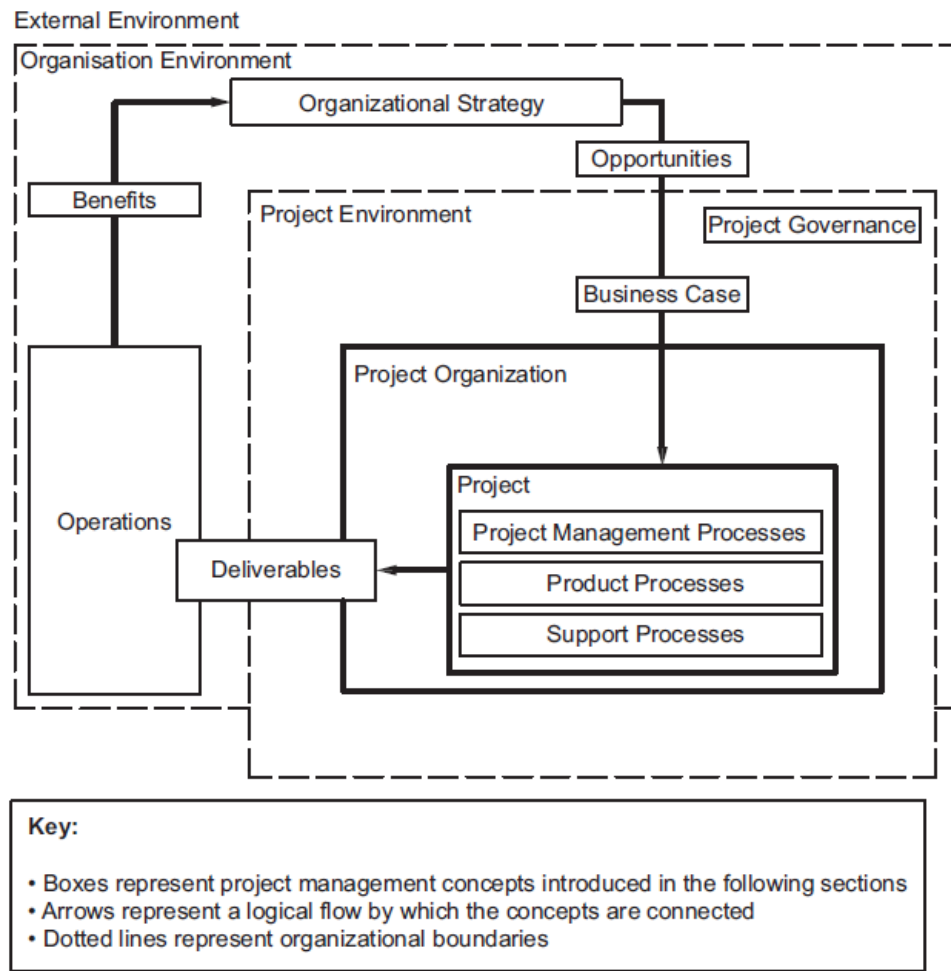 External Environment
Organisation Environment
Organizational Strategy
Opportunities
Benefits
Project Environment
Project Governance
Business Case
Project Organization
Project
Operations
Project Management Processes
Deliverables
Product Processes
Support Processes
Key:
• Boxes represent project management concepts introduced in the following sections
• Arrows represent a logical flow by which the concepts are connected
• Dotted lines represent organizational boundaries